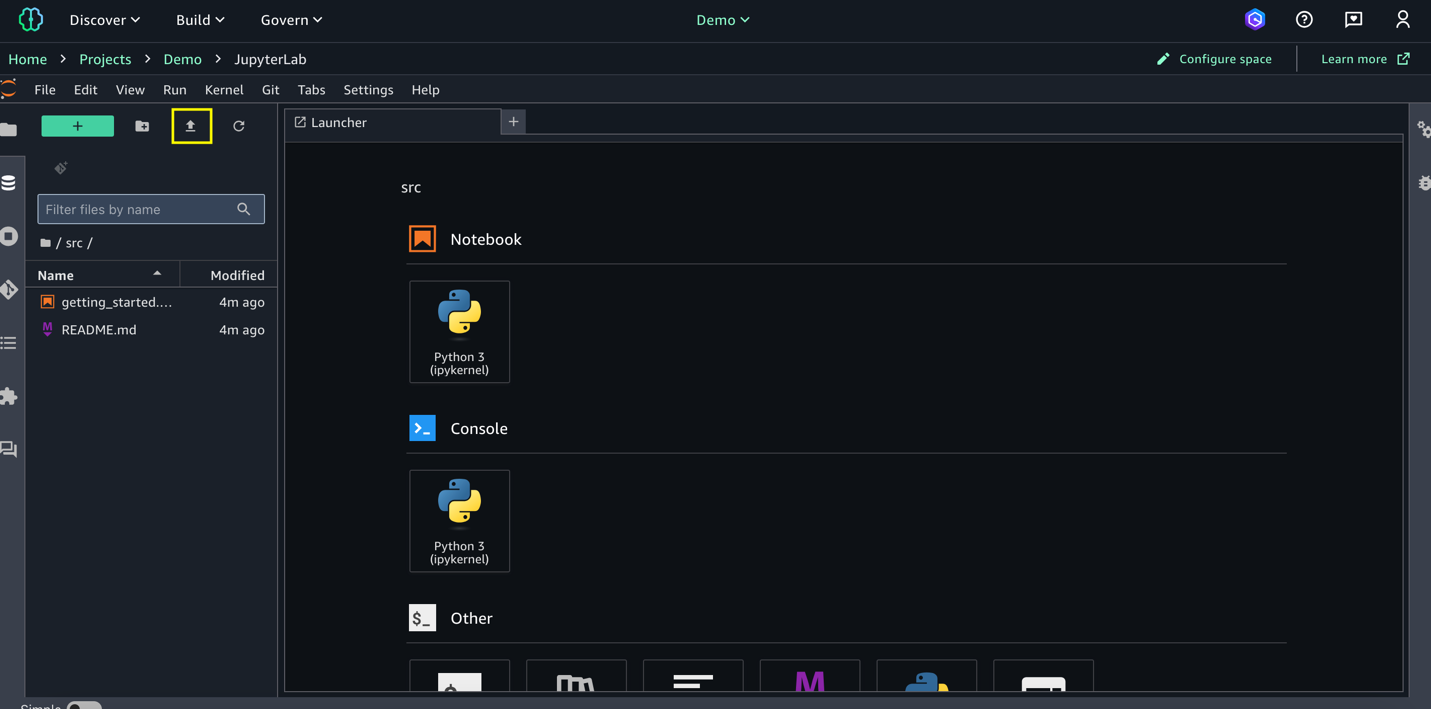 Discover Build Govern Demo
Home > Projects > Demo > JupyterLab Configure space Learn more
File Edit View Run Kernel Git Tabs Settings Help
+ Launcher +
src
Filter files by name
Notebook
/ src /
Name Modified
getting_started.... 4m ago
README.md 4m ago
Python 3
(ipykernel)
Console
Python 3
(ipykernel)
$_ Other
Simple